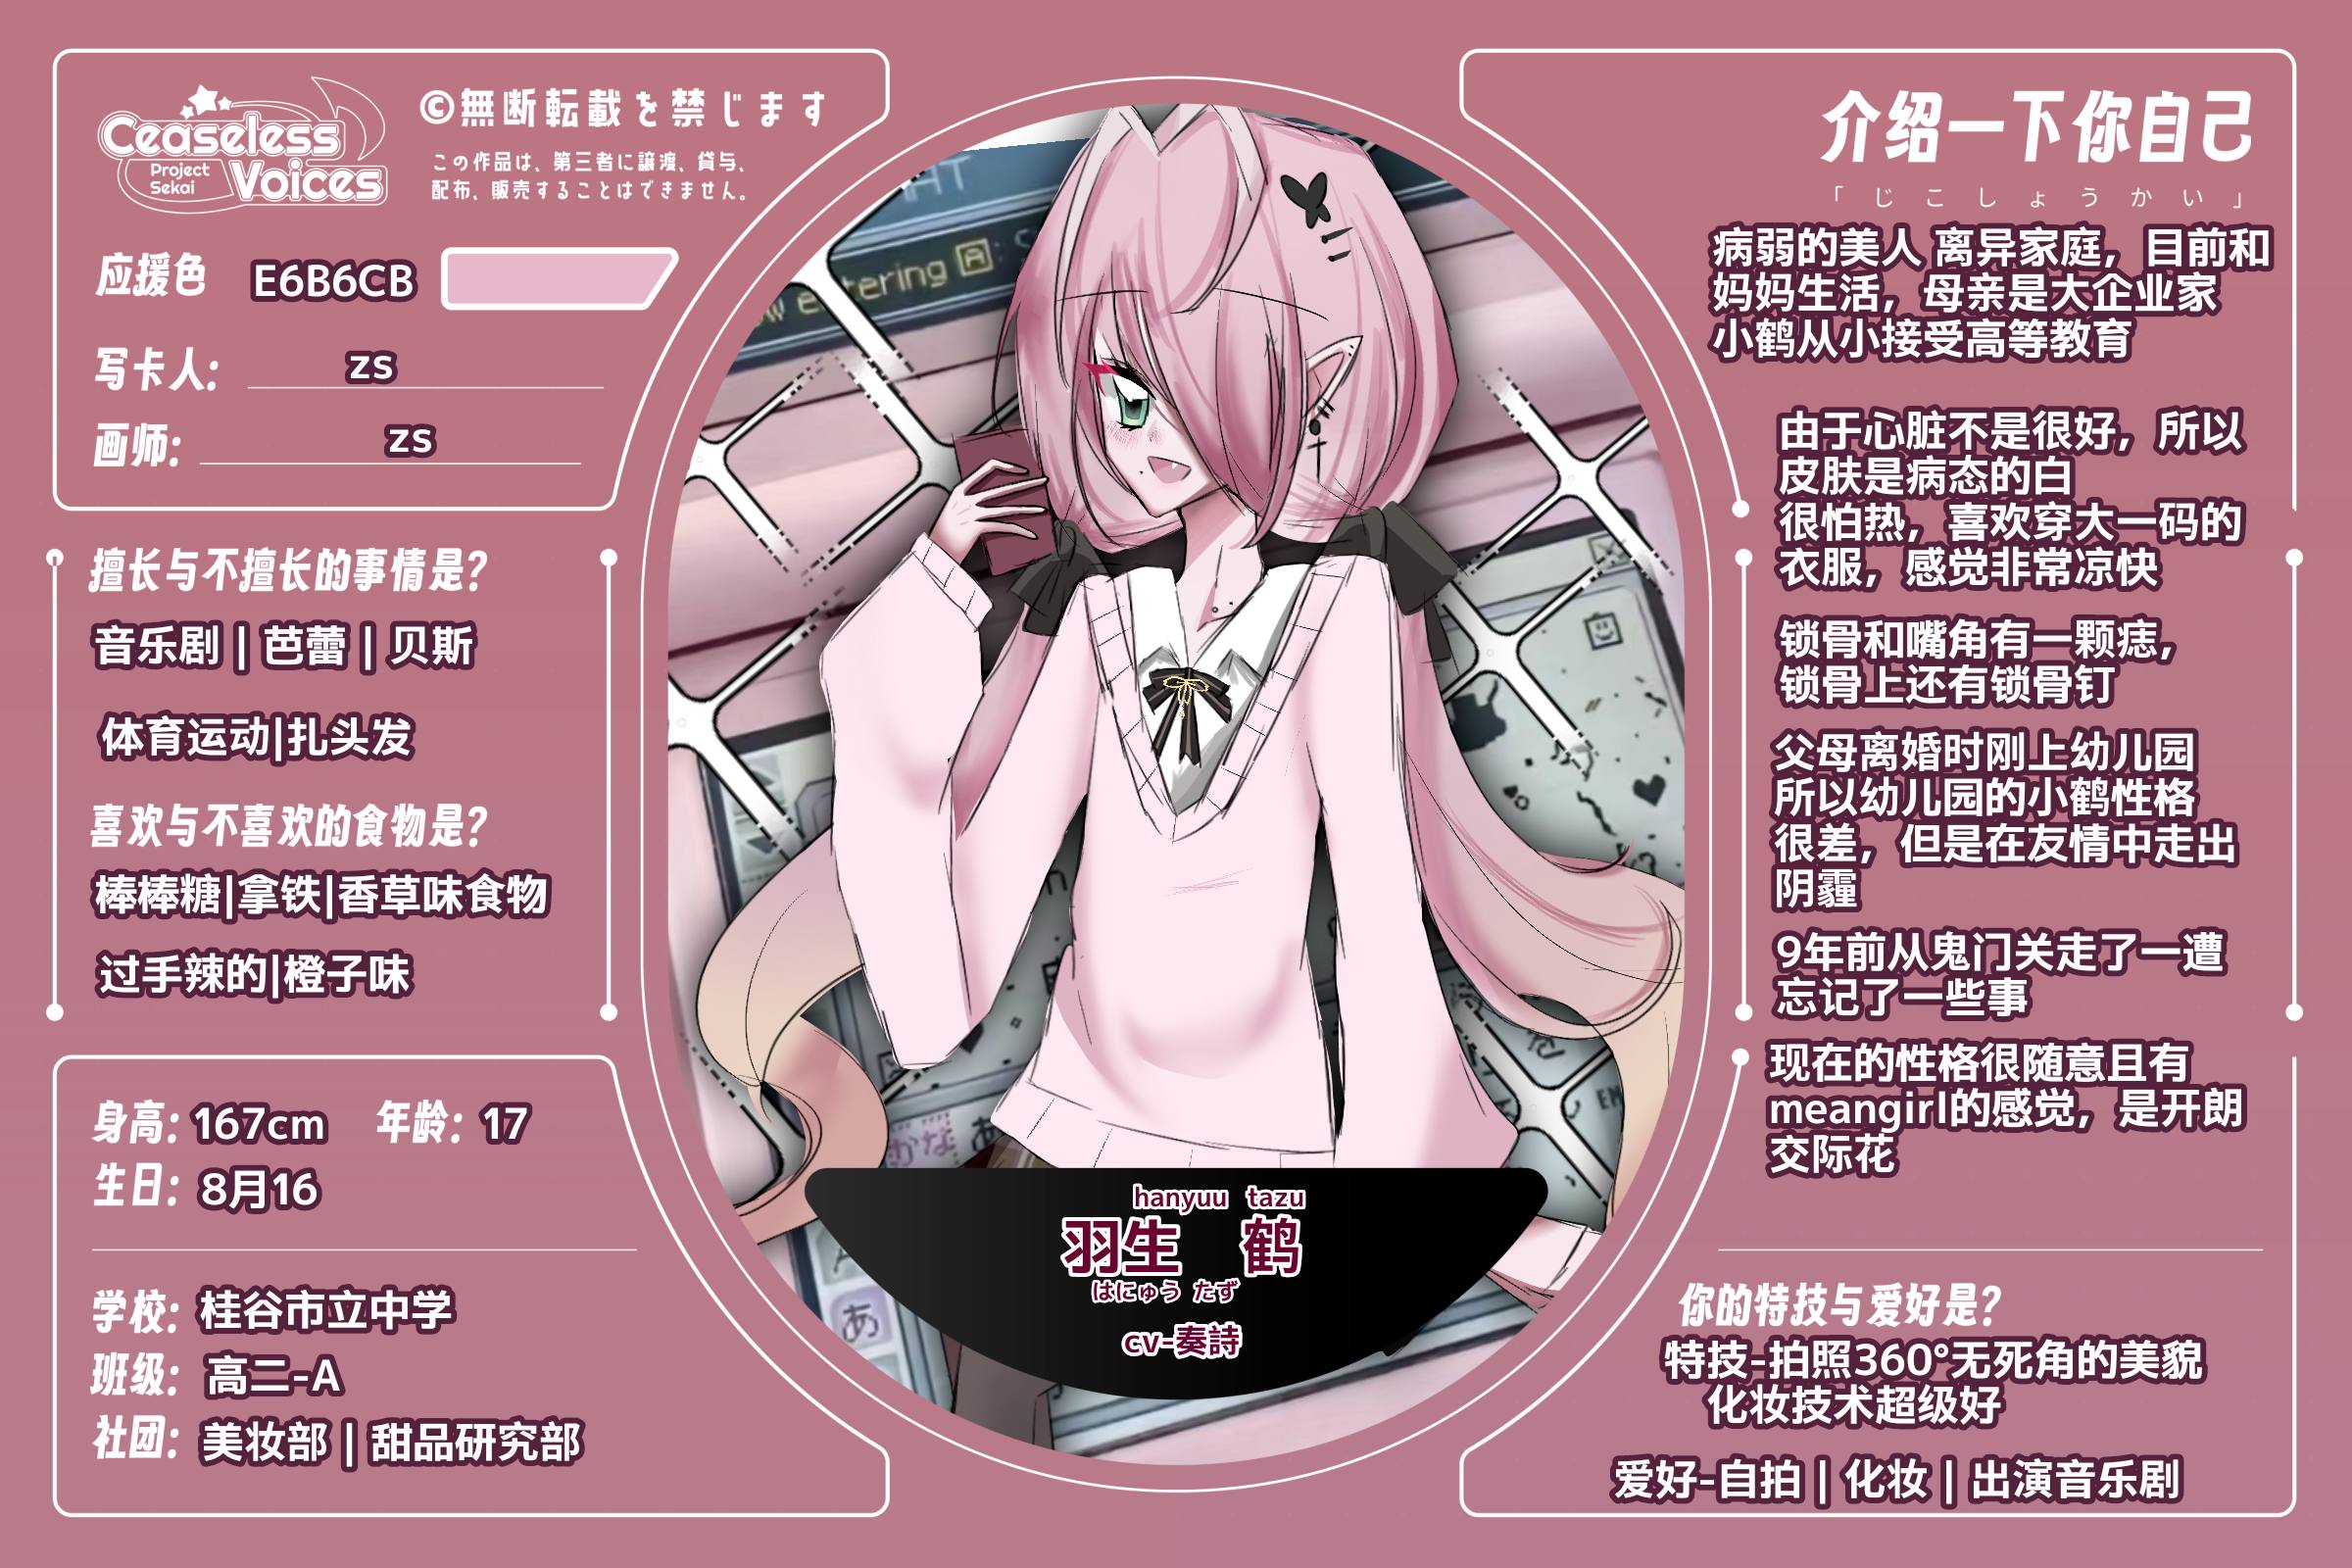 Ceaseless
Project
Sekai
Voices
©無断転載を禁じます
この作品は、第三者に譲渡、貸与、
配布、販売することはできません。
应援色 E6B6CB
写卡人: zs
画师: zs
擅长与不擅长的事情是?
音乐剧 | 芭蕾 | 贝斯
体育运动|扎头发
喜欢与不喜欢的食物是?
棒棒糖|拿铁|香草味食物
过手辣的|橙子味
身高: 167cm 年龄: 17
生日: 8月16
学校: 桂谷市立中学
班级: 高二-A
社团: 美妆部 | 甜品研究部
tering A
かな
あ
hanyuu tazu
羽生 鹤
はにゅう たず
cv-奏詩
介绍一下你自己
「じこしょうかい」
病弱的美人 离异家庭，目前和
妈妈生活，母亲是大企业家
小鹤从小接受高等教育
由于心脏不是很好，所以
皮肤是病态的白
很怕热，喜欢穿大一码的
衣服，感觉非常凉快
锁骨和嘴角有一颗痣，
锁骨上还有锁骨钉
父母离婚时刚上幼儿园
所以幼儿园的小鹤性格
很差，但是在友情中走出
阴霾
9年前从鬼门关走了一遭
忘记了一些事
现在的性格很随意且有
meangirl的感觉，是开朗
交际花
你的特技与爱好是?
特技-拍照360°无死角的美貌
化妆技术超级好
爱好-自拍 | 化妆 | 出演音乐剧